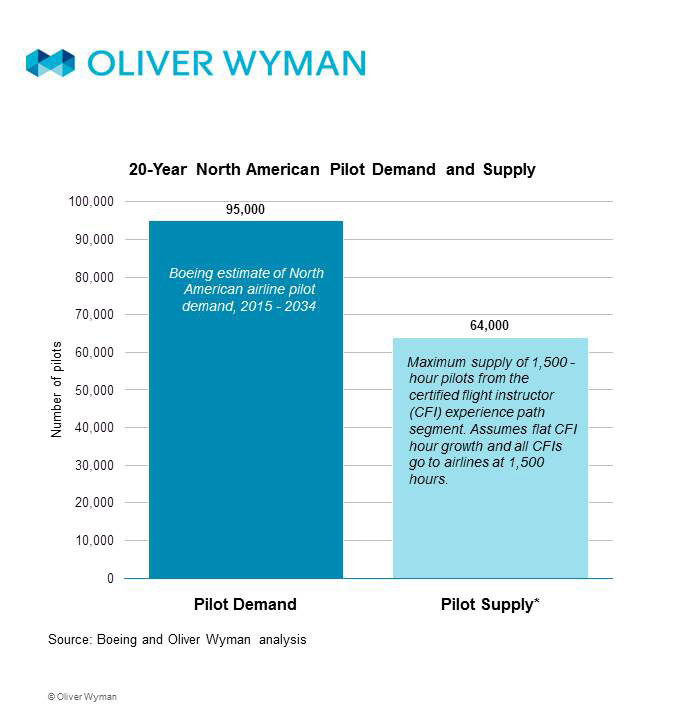 OLIVER WYMAN
20-Year North American Pilot Demand and Supply
100,000
90,000
80,000
70,000
60,000
50,000
40,000
30,000
20,000
10,000
0
Number of pilots
95,000
Boeing estimate of North
American airline pilot
demand, 2015 - 2034
64,000
Maximum supply of 1,500 -
hour pilots from the
certified flight instructor
(CFI) experience path
segment. Assumes flat CFI
hour growth and all CFIs
go to airlines at 1,500
hours.
Pilot Demand
Pilot Supply*
Source: Boeing and Oliver Wyman analysis
© Oliver Wyman